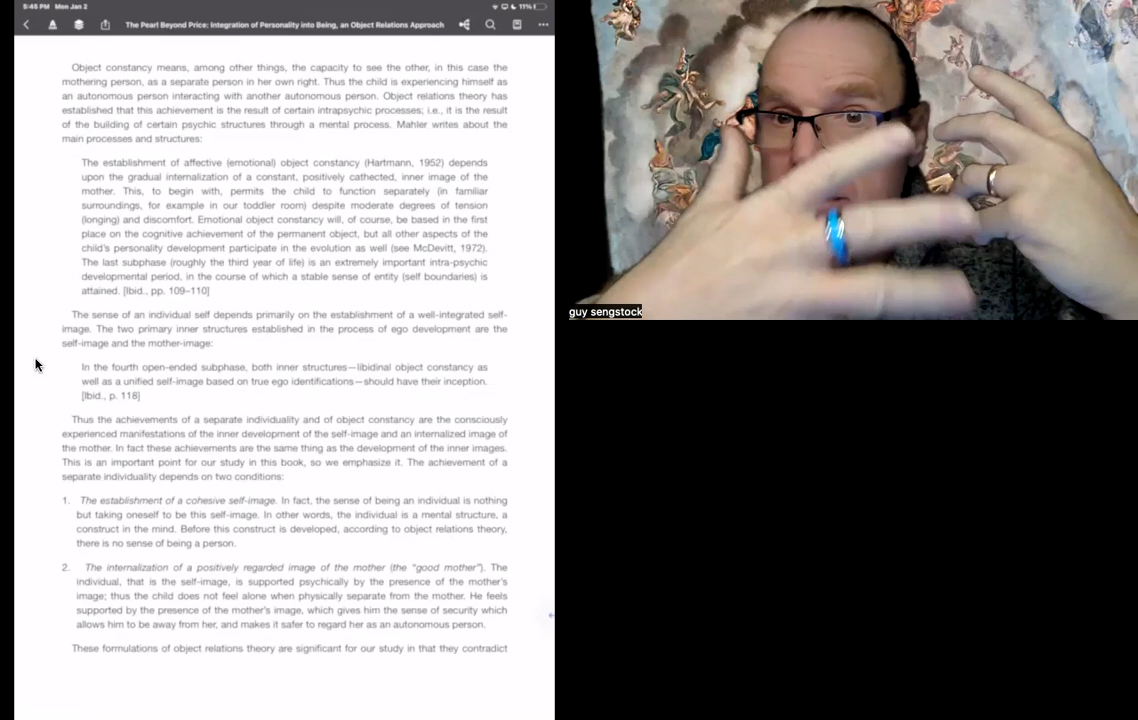 5:45 PM Mon Jan 2
11%
The Pearl Beyond Price: Integration of Personality into Being, an Object Relations Approach
Object constancy means, among other things, the capacity to see the other, in this case the
mothering person, as a separate person in her own right. Thus the child is experiencing himself as
an autonomous person interacting with another autonomous person. Object relations theory has
established that this achievement is the result of certain intrapsychic processes; i.e., it is the result
of the building of certain psychic structures through a mental process. Mahler writes about the
main processes and structures:
The establishment of affective (emotional) object constancy (Hartmann, 1952) depends
upon the gradual internalization of a constant, positively cathected, inner image of the
mother. This, to begin with, permits the child to function separately (in familiar
surroundings, for example in our toddler room) despite moderate degrees of tension
(longing) and discomfort. Emotional object constancy will, of course, be based in the first
place on the cognitive achievement of the permanent object, but all other aspects of the
child's personality development participate in the evolution as well (see McDevitt, 1972).
The last subphase (roughly the third year of life) is an extremely important intra-psychic
developmental period, in the course of which a stable sense of entity (self boundaries) is
attained. [Ibid., pp. 109–110]
The sense of an individual self depends primarily on the establishment of a well-integrated self-
image. The two primary inner structures established in the process of ego development are the
self-image and the mother-image:
In the fourth open-ended subphase, both inner structures—libidinal object constancy as
well as a unified self-image based on true ego identifications—should have their inception.
[Ibid., p. 118]
Thus the achievements of a separate individuality and of object constancy are the consciously
experienced manifestations of the inner development of the self-image and an internalized image of
the mother. In fact these achievements are the same thing as the development of the inner images.
This is an important point for our study in this book, so we emphasize it. The achievement of a
separate individuality depends on two conditions:
1. The establishment of a cohesive self-image. In fact, the sense of being an individual is nothing
but taking oneself to be this self-image. In other words, the individual is a mental structure, a
construct in the mind. Before this construct is developed, according to object relations theory,
there is no sense of being a person.
2. The internalization of a positively regarded image of the mother (the "good mother"). The
individual, that is the self-image, is supported psychically by the presence of the mother's
image; thus the child does not feel alone when physically separate from the mother. He feels
supported by the presence of the mother's image, which gives him the sense of security which
allows him to be away from her, and makes it safer to regard her as an autonomous person.
These formulations of object relations theory are significant for our study in that they contradict
guy sengstock